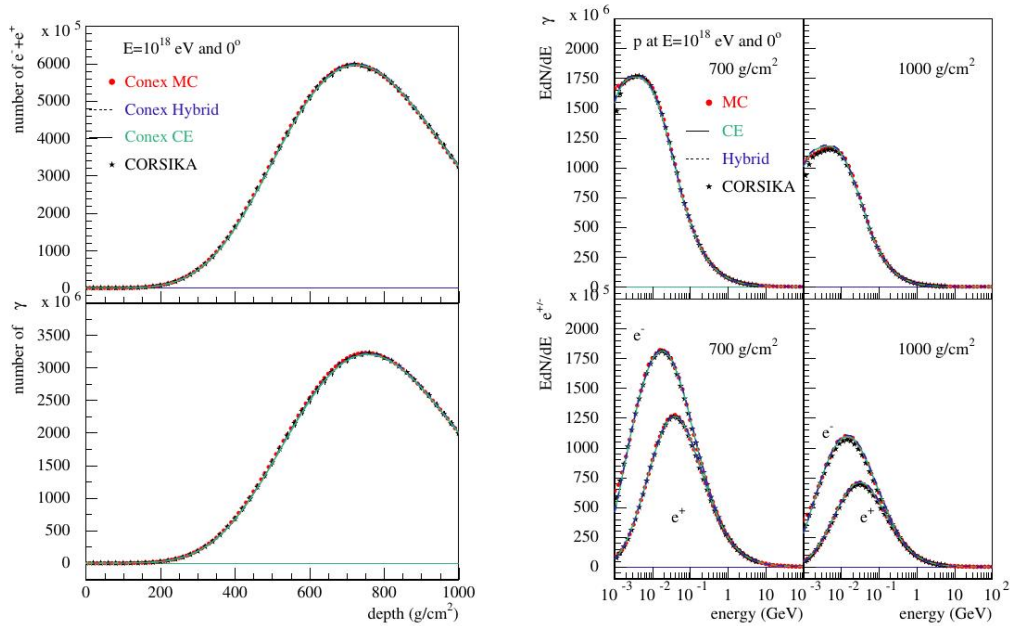 x 10^5
number of e^-+e^+
E=10^18 eV and 0°
Conex MC
Conex Hybrid
Conex CE
CORSIKA
6000
5000
4000
3000
2000
1000
0
x 10^6
number of γ
3500
3000
2500
2000
1500
1000
500
0
0 200 400 600 800 1000
depth (g/cm^2)
x 10^6
γ
EdN/dE
p at E=10^18 eV and 0°
700 g/cm^2
1000 g/cm^2
MC
CE
Hybrid
CORSIKA
2000
1750
1500
1250
1000
750
500
250
0
x 10^5
EdN/dE e^+/-
e^-
700 g/cm^2
1000 g/cm^2
2000
1750
1500
1250
1000
750
500
250
0
e^+
e^-
e^+
10^-3 10^-2 10^-1 1 10 10^-3 10^-2 10^-1 1 10 10^2
energy (GeV) energy (GeV)